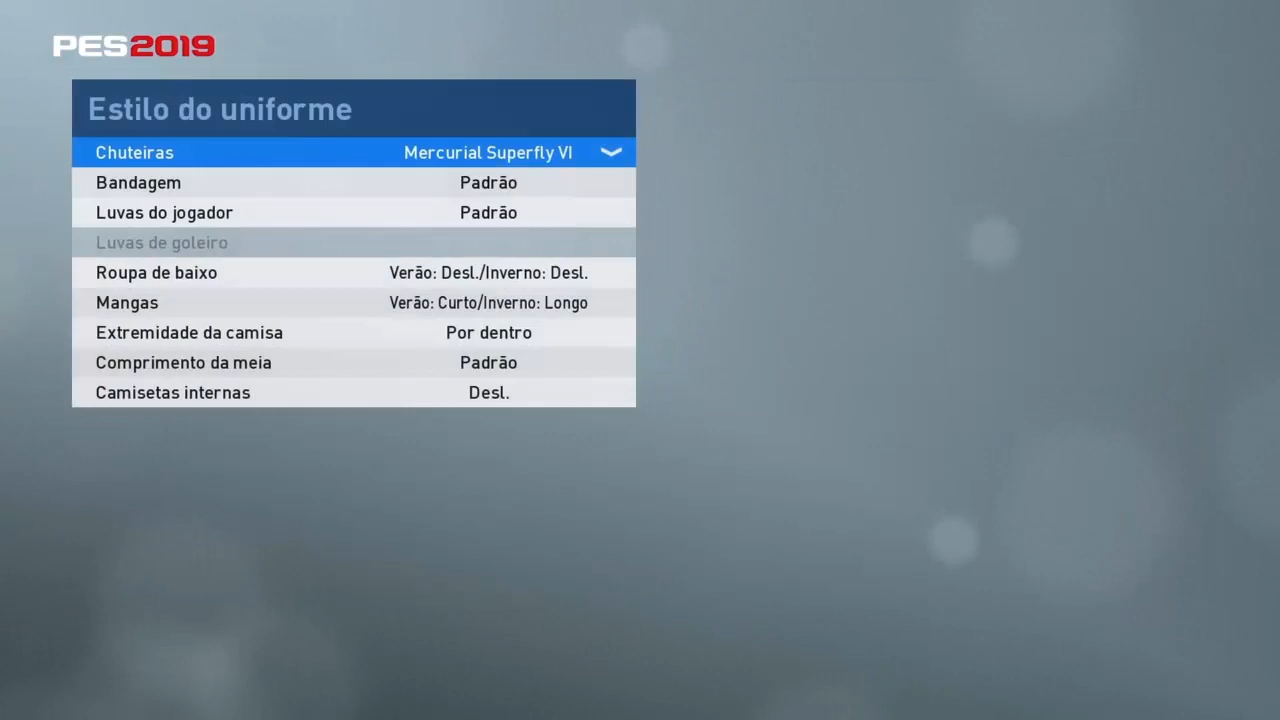 PES2019
Estilo do uniforme
Chuteiras Mercurial Superfly VI
Bandagem Padrão
Luvas do jogador Padrão
Luvas de goleiro
Roupa de baixo Verão: Desl./Inverno: Desl.
Mangas Verão: Curto/Inverno: Longo
Extremidade da camisa Por dentro
Comprimento da meia Padrão
Camisetas internas Desl.